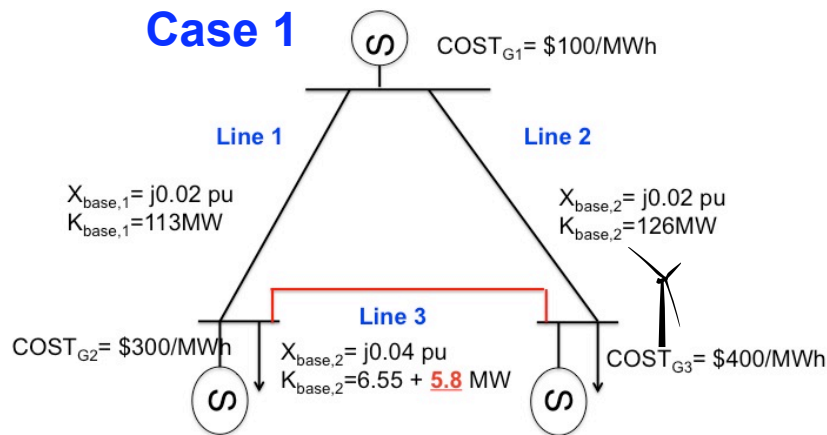 Case 1
COST_G1= $100/MWh
Line 1
Line 2
X_base,1= j0.02 pu
K_base,1=113MW
X_base,2= j0.02 pu
K_base,2=126MW
Line 3
COST_G2= $300/MWh
X_base,2= j0.04 pu
K_base,2=6.55 + 5.8 MW
COST_G3= $400/MWh
S
S
S